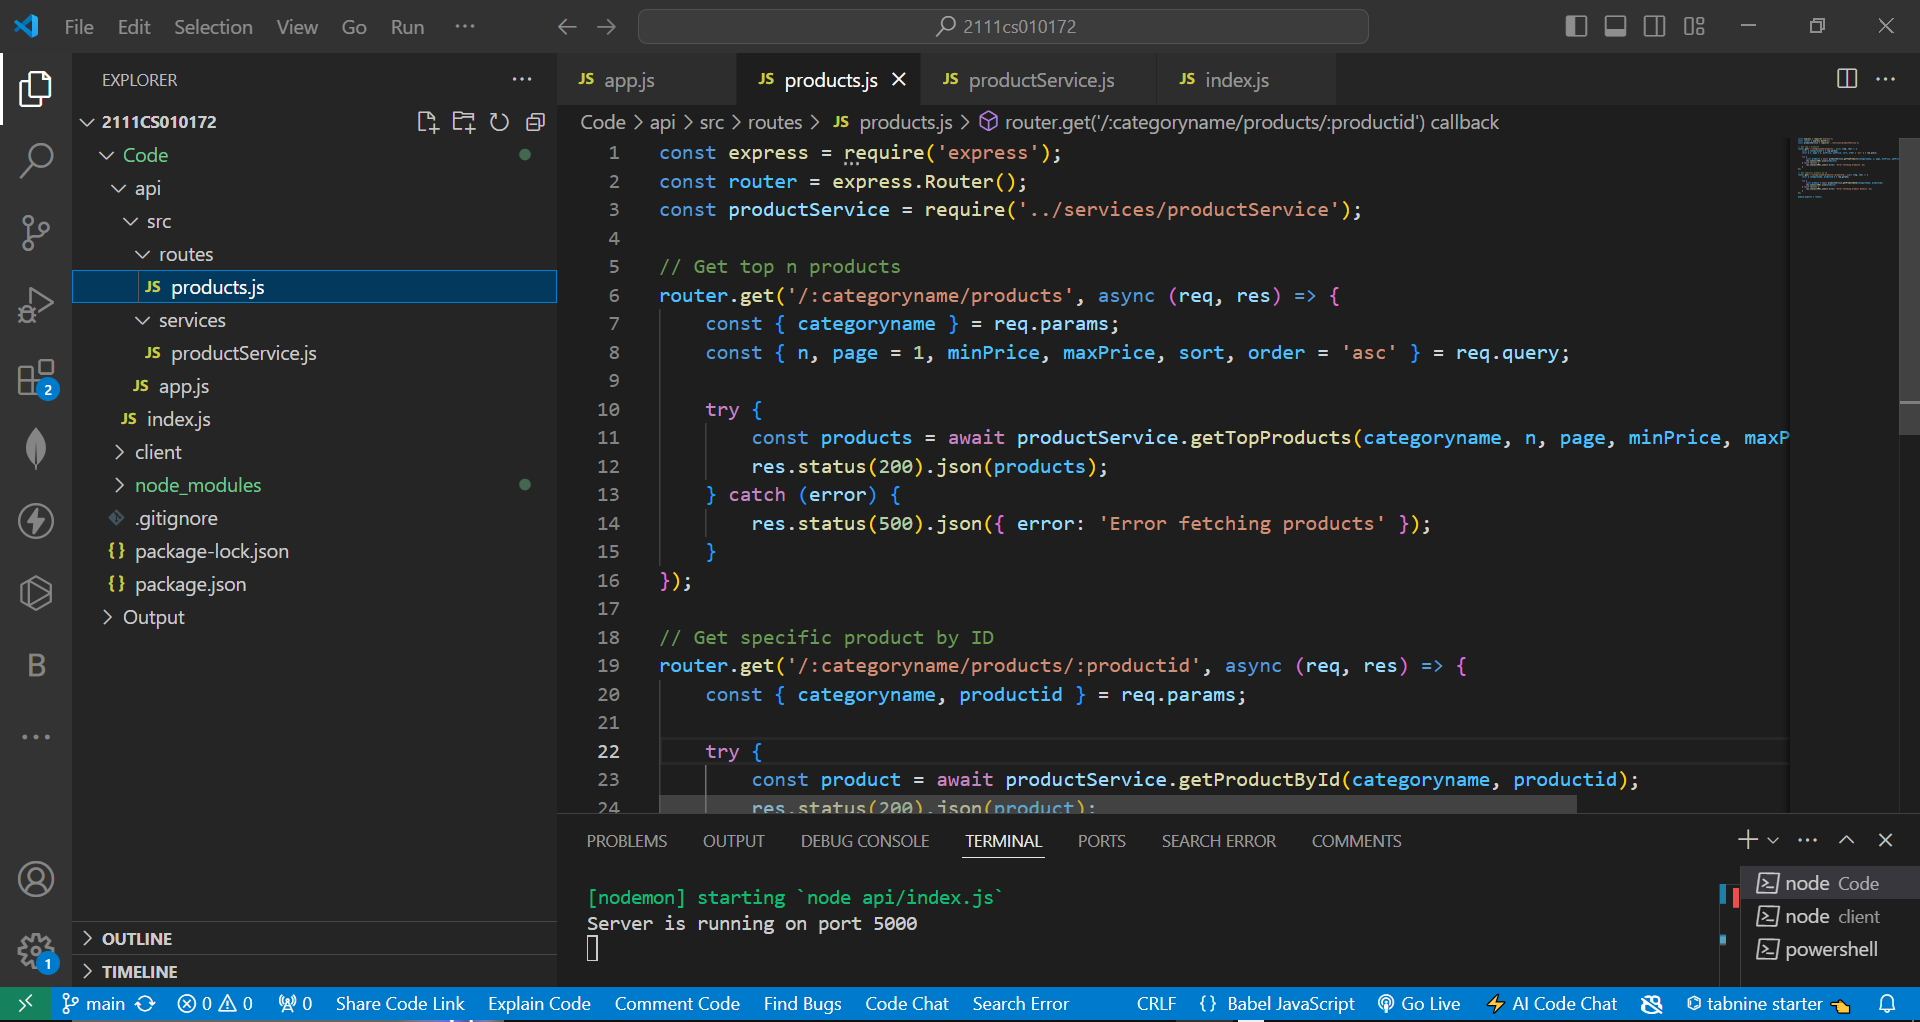 File Edit Selection View Go Run ···
2111cs010172
EXPLORER
2111CS010172
Code
api
src
routes
JS products.js
services
JS productService.js
JS app.js
JS index.js
client
node_modules
.gitignore
{} package-lock.json
{} package.json
Output
OUTLINE
TIMELINE
2
B
1
JS app.js JS products.js JS productService.js JS index.js
Code > api > src > routes > JS products.js > router.get('/:categoryname/products/:productid') callback
1 const express = require('express');
2 const router = express.Router();
3 const productService = require('../services/productService');
4
5 // Get top n products
6 router.get('/:categoryname/products', async (req, res) => {
7 const { categoryname } = req.params;
8 const { n, page = 1, minPrice, maxPrice, sort, order = 'asc' } = req.query;
9
10 try {
11 const products = await productService.getTopProducts(categoryname, n, page, minPrice, maxP
12 res.status(200).json(products);
13 } catch (error) {
14 res.status(500).json({ error: 'Error fetching products' });
15 }
16 });
17
18 // Get specific product by ID
19 router.get('/:categoryname/products/:productid', async (req, res) => {
20 const { categoryname, productid } = req.params;
21
22 try {
23 const product = await productService.getProductById(categoryname, productid);
24 res.status(200).json(product);
PROBLEMS OUTPUT DEBUG CONSOLE TERMINAL PORTS SEARCH ERROR COMMENTS
[nodemon] starting `node api/index.js`
Server is running on port 5000
node Code
node client
powershell
main 0 0 0 Share Code Link Explain Code Comment Code Find Bugs Code Chat Search Error CRLF {} Babel JavaScript Go Live AI Code Chat tabnine starter